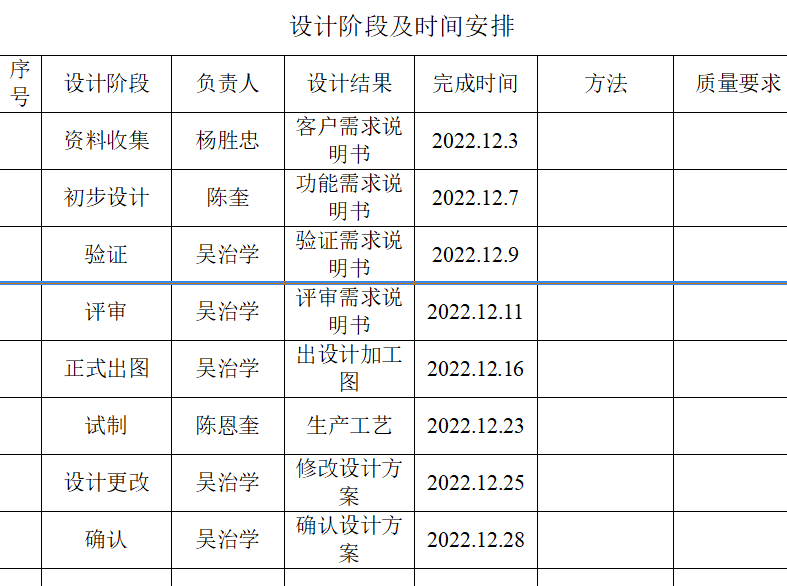 设计阶段及时间安排
序号 设计阶段 负责人 设计结果 完成时间 方法 质量要求
资料收集 杨胜忠 客户需求说明书 2022.12.3
初步设计 陈奎 功能需求说明书 2022.12.7
验证 吴治学 验证需求说明书 2022.12.9
评审 吴治学 评审需求说明书 2022.12.11
正式出图 吴治学 出设计加工图 2022.12.16
试制 陈恩奎 生产工艺 2022.12.23
设计更改 吴治学 修改设计方案 2022.12.25
确认 吴治学 确认设计方案 2022.12.28